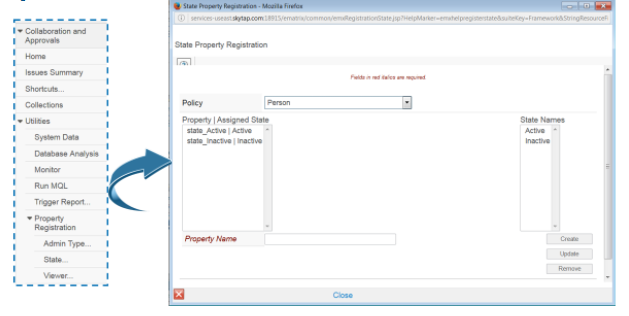 Collaboration and
Approvals
Home
Issues Summary
Shortcuts...
Collections
Utilities
System Data
Database Analysis
Monitor
Run MQL
Trigger Report...
Property
Registration
Admin Type...
State...
Viewer...
State Property Registration - Mozilla Firefox
services-useast.skytap.com:18915/ematrix/common/emxRegistrationState.jsp?HelpMarker=emxhelpregisterstate&suiteKey=Framework&StringResourceF
State Property Registration
Fields in red italics are required
Policy
Person
Property | Assigned State
State Names
state_Active | Active
Active
state_Inactive | Inactive
Inactive
Property Name
Create
Update
Remove
Close